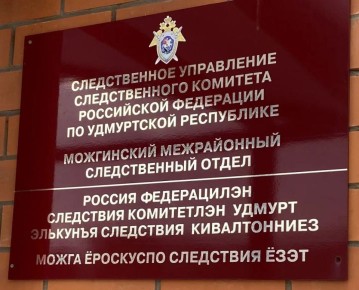 СЛЕДСТВЕННОЕ УПРАВЛЕНИЕ
СЛЕДСТВЕННОГО КОМИТЕТА
РОССИЙСКОЙ ФЕДЕРАЦИИ
ПО УДМУРТСКОЙ РЕСПУБЛИКЕ
МОЖГИНСКИЙ МЕЖРАЙОННЫЙ
СЛЕДСТВЕННЫЙ ОТДЕЛ
РОССИЯ ФЕДЕРАЦИЛЭН
СЛЕДСТВИЯ КОМИТЕТЛЭН УДМУРТ
ЭЛЬКУНЪЯ СЛЕДСТВИЯ КИВАЛТОННИЕЗ
МОЖГА ЁРОСКУСПО СЛЕДСТВИЯ ЁЗЭТ